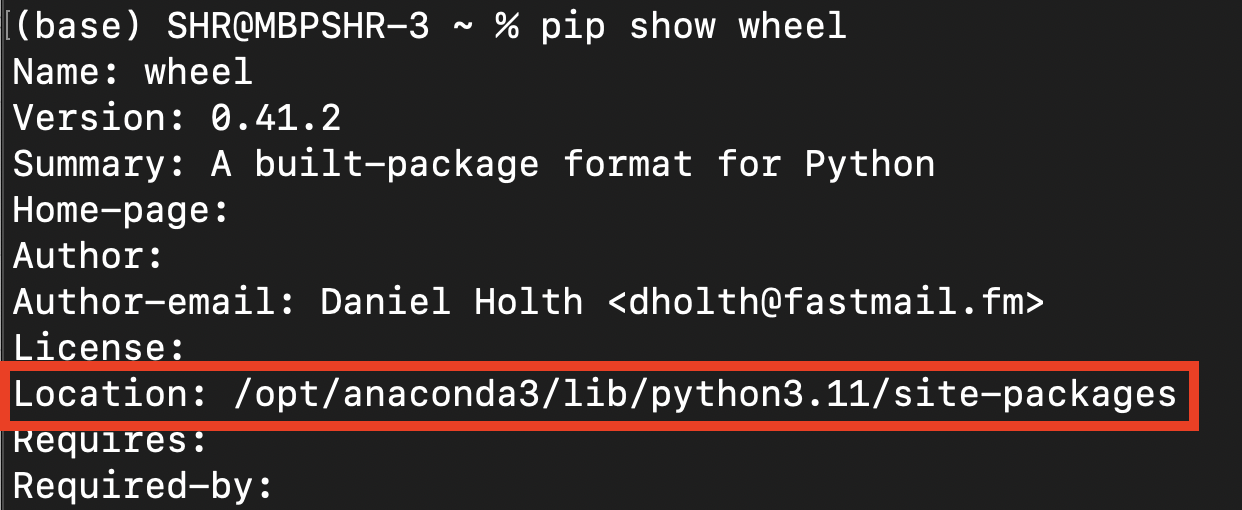 [(base) SHR@MBPSHR-3 ~ % pip show wheel
Name: wheel
Version: 0.41.2
Summary: A built-package format for Python
Home-page:
Author:
Author-email: Daniel Holth <dholth@fastmail.fm>
License:
Location: /opt/anaconda3/lib/python3.11/site-packages
Requires:
Required-by: